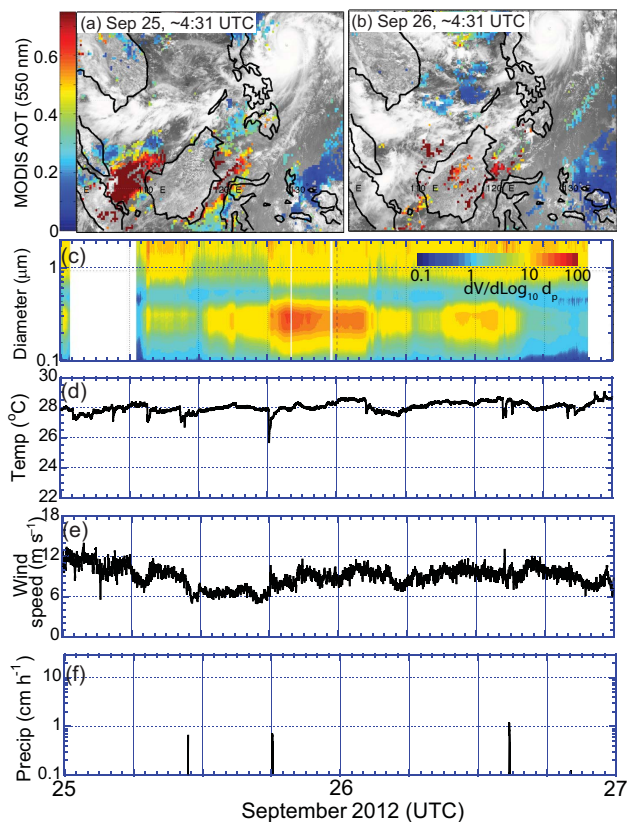 (a) Sep 25, ~4:31 UTC
(b) Sep 26, ~4:31 UTC
MODIS AOT (550 nm)
0.6
0.4
0.2
0
E 110 E 120 E 130
E 110 E 120 E 130
(c)
Diameter (μm)
1
0.1
0.1 1 10 100
dV/dLog10 dp
(d)
Temp (°C)
30
28
26
24
22
(e)
Wind speed (m s⁻¹)
18
12
6
0
(f)
Precip (cm h⁻¹)
10
1
0.1
25 26 27
September 2012 (UTC)